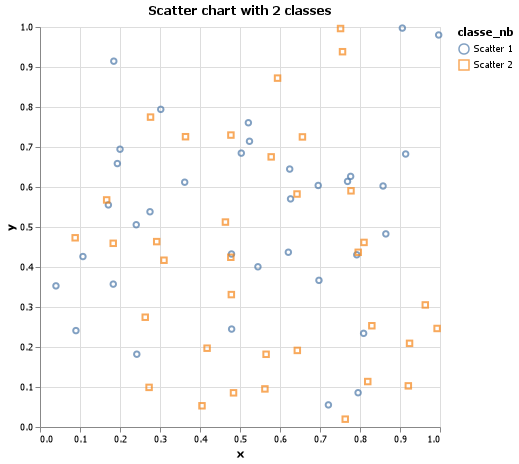 Scatter chart with 2 classes
classe_nb
Scatter 1
Scatter 2
1.0
0.9
0.8
0.7
0.6
0.5
0.4
0.3
0.2
0.1
0.0
y
0.0 0.1 0.2 0.3 0.4 0.5 0.6 0.7 0.8 0.9 1.0
x